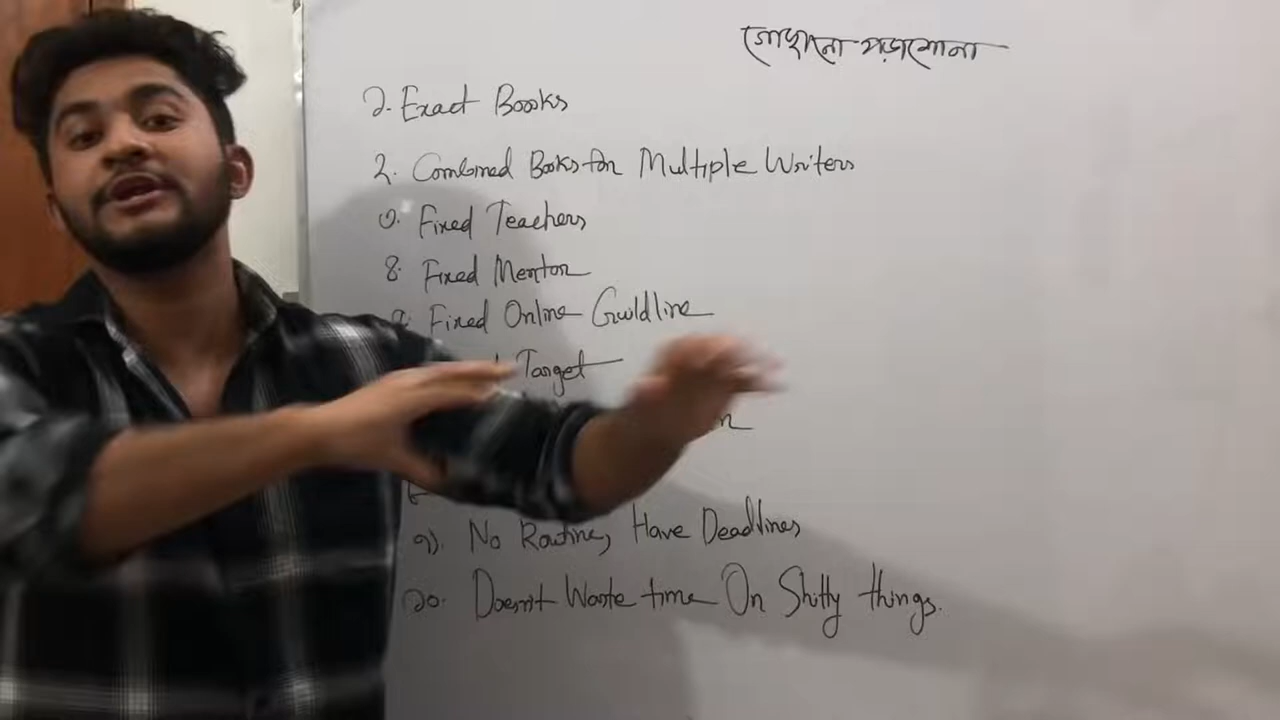 গোছানো পড়াশোনা
১. Exact Books
২. Combined Books for Multiple Writers
৩. Fixed Teachers
৪. Fixed Mentor
৫. Fixed Online Guildline
Target
৯). No Routine, Have Deadlines
১০. Doesn't Waste time On Shitty things.